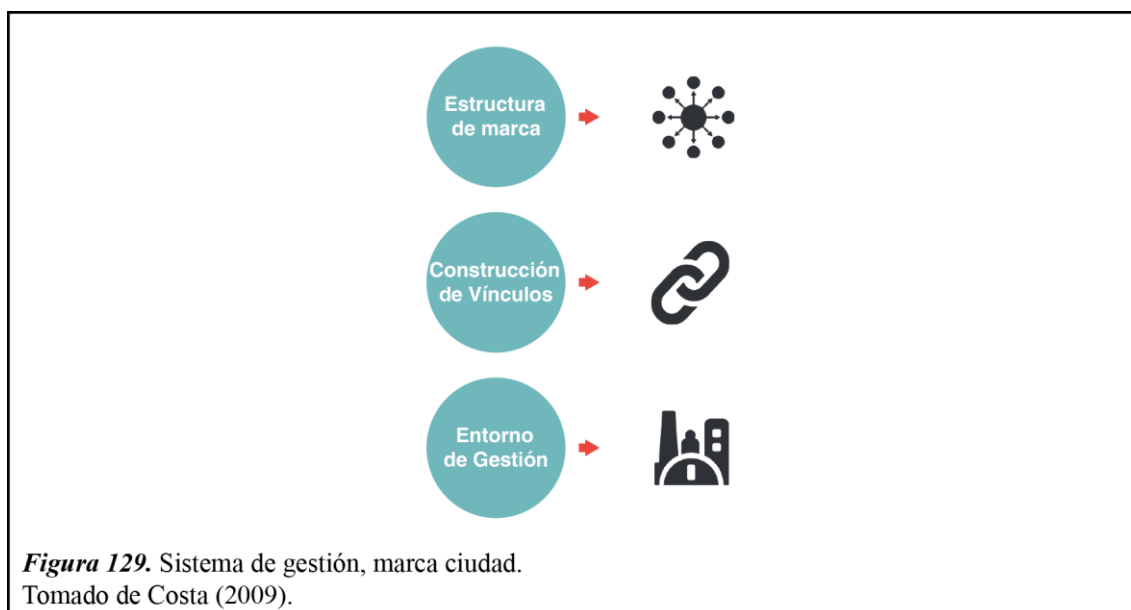 Estructura
de marca
Construcción
de Vínculos
Entorno
de Gestión
Figura 129. Sistema de gestión, marca ciudad.
Tomado de Costa (2009).